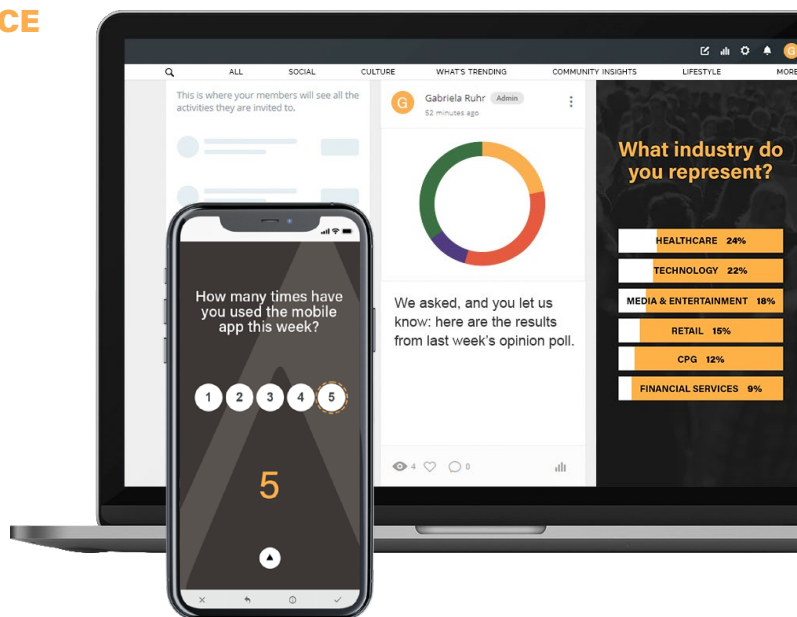 CE
G
ALL SOCIAL CULTURE WHAT'S TRENDING COMMUNITY INSIGHTS LIFESTYLE MORE
This is where your members will see all the
activities they are invited to.
G
Gabriela Ruhr Admin
52 minutes ago
We asked, and you let us
know: here are the results
from last week's opinion poll.
4 0
What industry do
you represent?
HEALTHCARE 24%
TECHNOLOGY 22%
MEDIA & ENTERTAINMENT 18%
RETAIL 15%
CPG 12%
FINANCIAL SERVICES 9%
How many times have
you used the mobile
app this week?
1 2 3 4 5
5